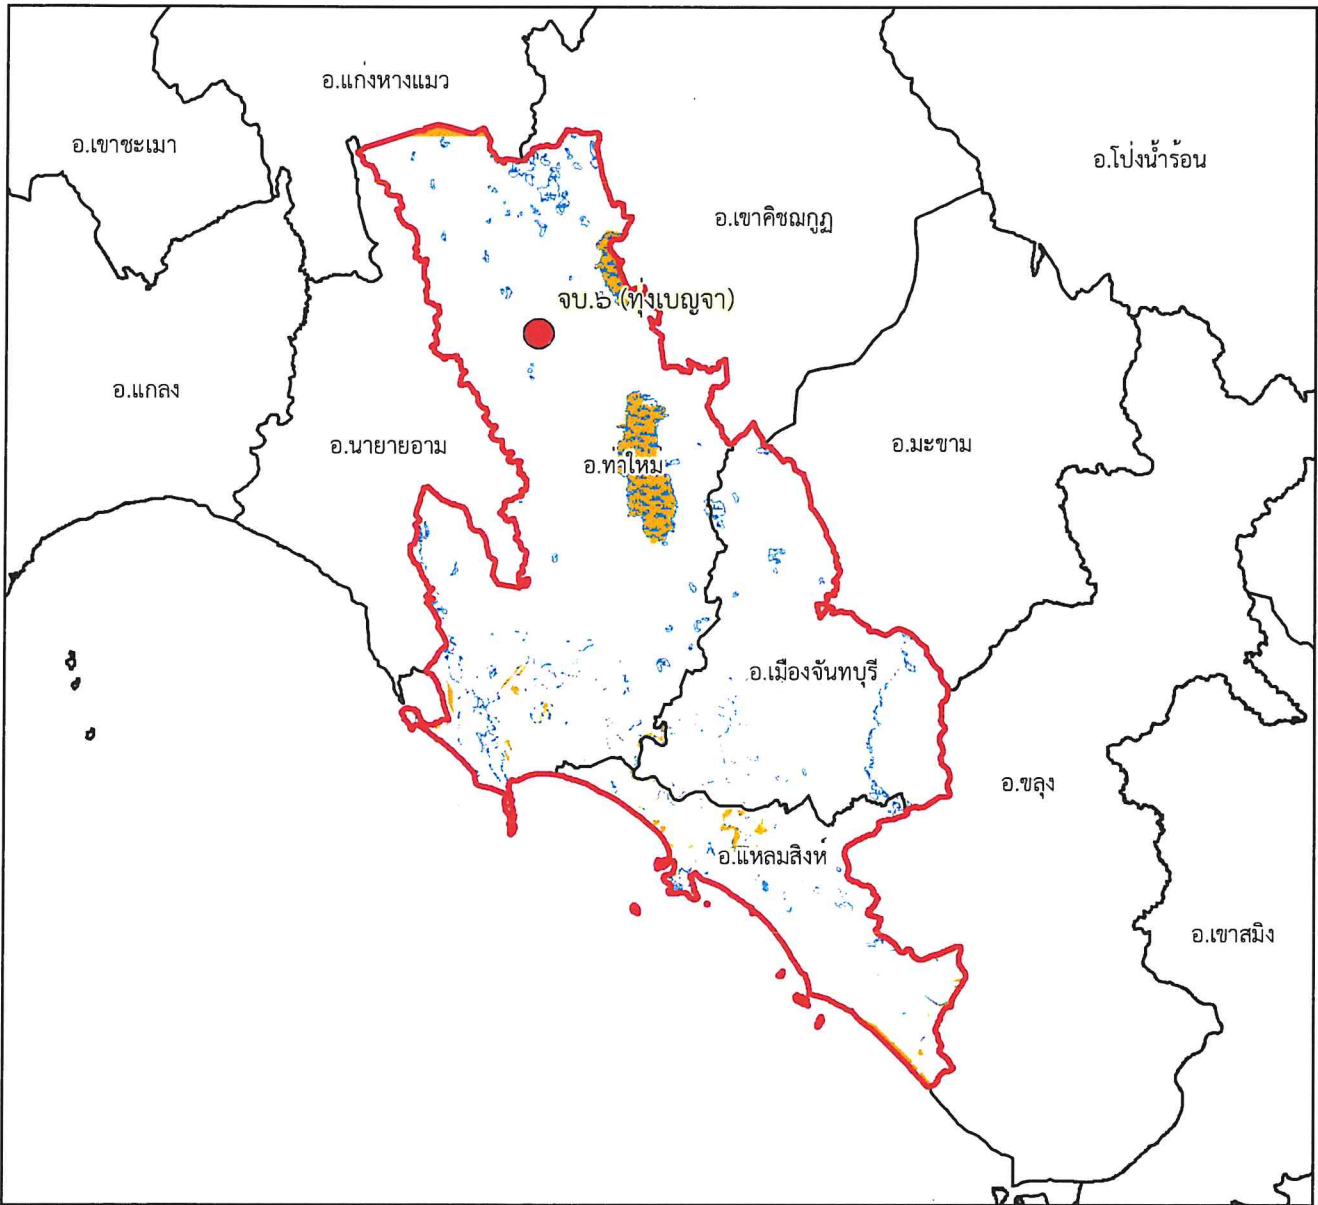 อ.แก่งหางแมว
อ.เขาชะเมา
อ.โป่งน้ำร้อน
อ.เขาคิชฌกูฏ
จบ.๖ (ทุ่งเบญจา)
อ.แกลง
อ.นายายอาม
อ.มะขาม
อ.ท่าใหม่
อ.เมืองจันทบุรี
อ.ขลุง
อ.แหลมสิงห์
อ.เขาสมิง